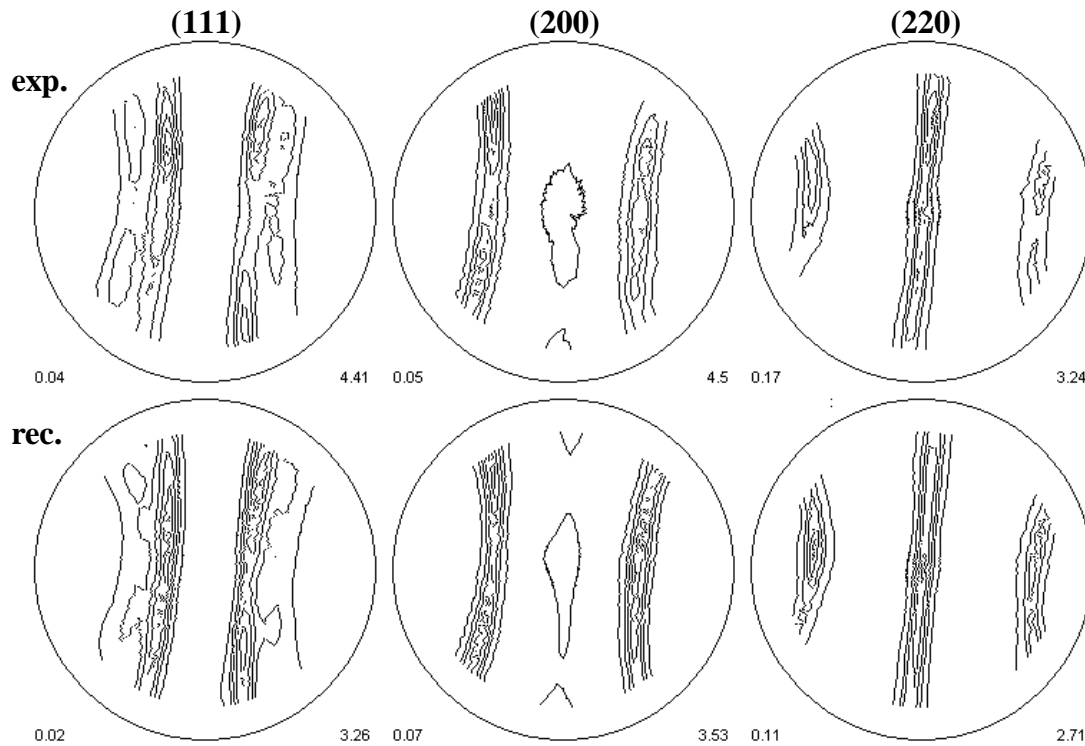 (111) (200) (220)
exp.
0.04 4.41 0.05 4.5 0.17 3.24
:
rec.
0.02 3.26 0.07 3.53 0.11 2.71